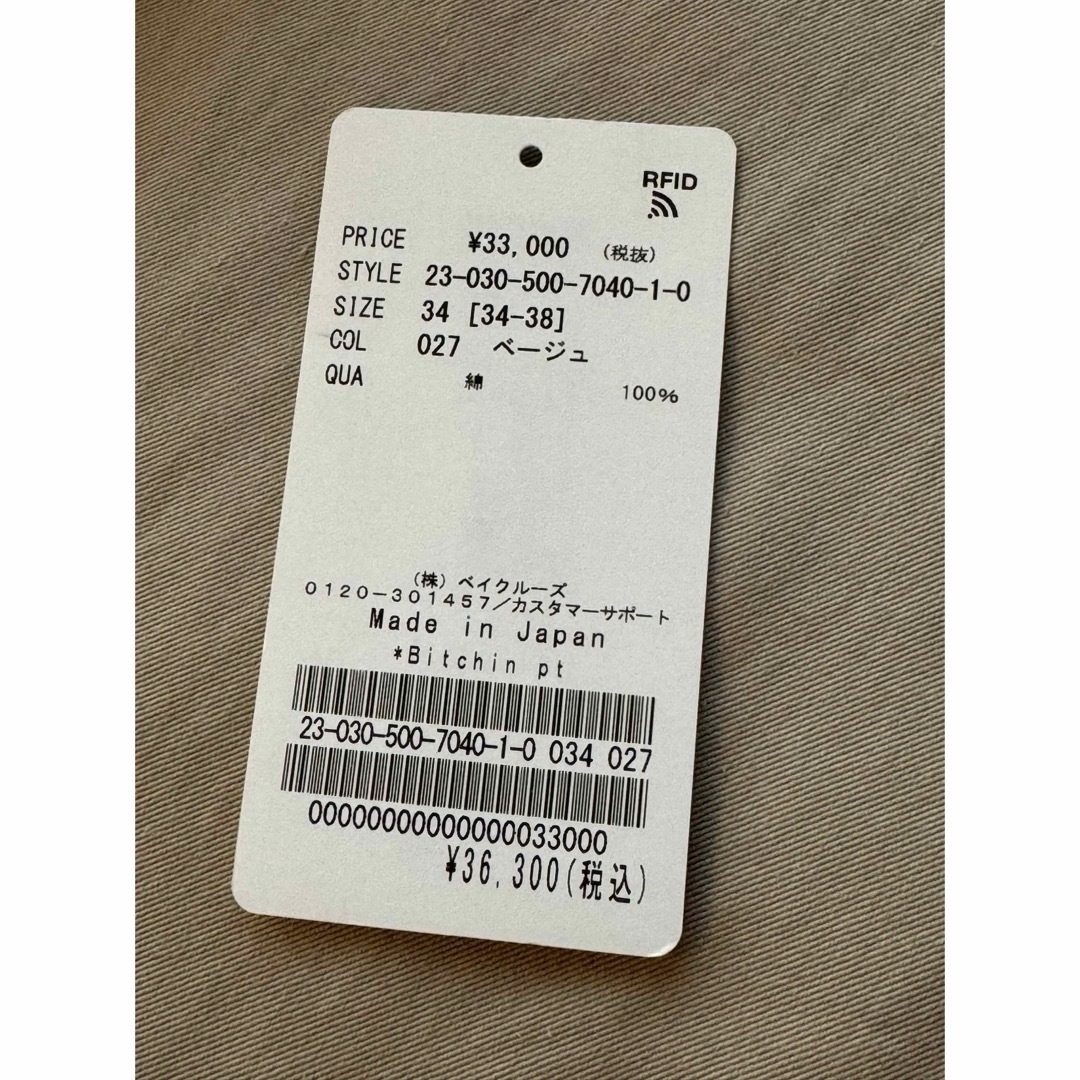 RFID
PRICE ¥33,000 (税抜)
STYLE 23-030-500-7040-1-0
SIZE 34 [34-38]
COL 027 ベージュ
QUA 綿 100%
(株)ベイクルーズ
0120-301457/カスタマーサポート
Made in Japan
*Bitchin pt
23-030-500-7040-1-0 034 027
00000000000000033000
¥36,300(税込)